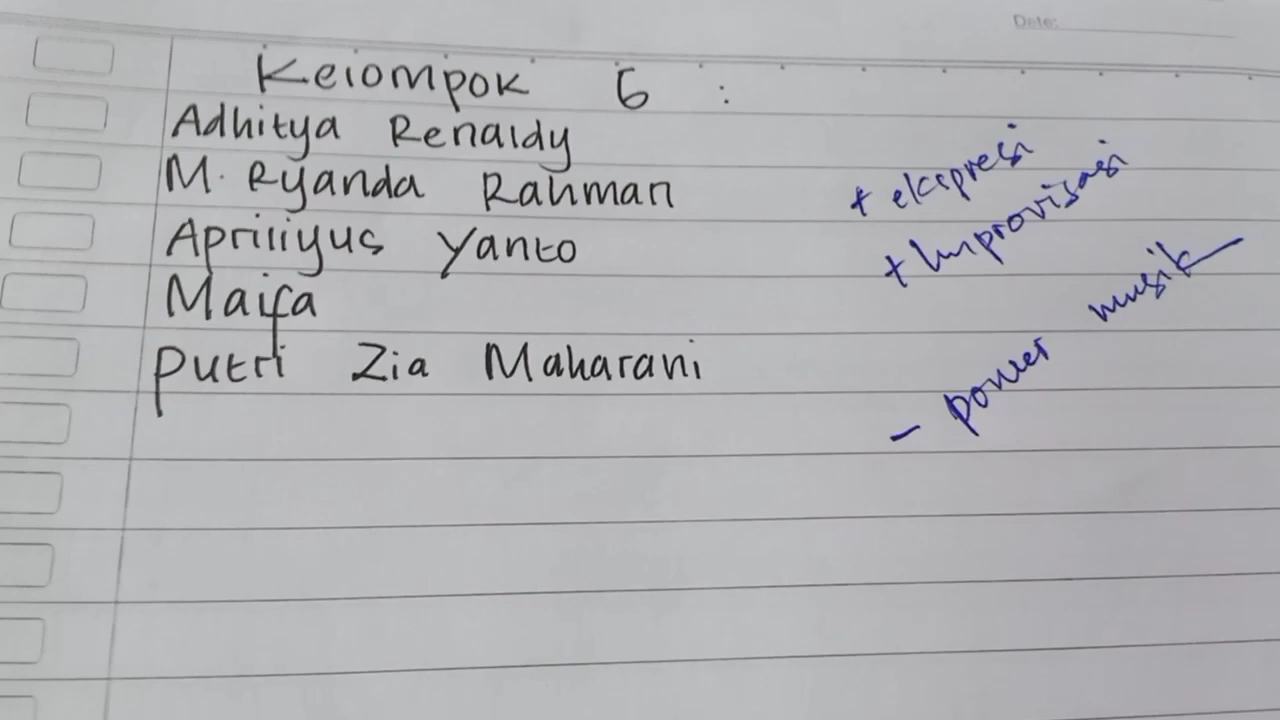 Date:
Kelompok 6 :
Adhitya Renaldy
M. Ryanda Rahman
Apriliyus Yanto
Maifa
Putri Zia Maharani
+ ekspresi
+ Improvisasi
- power musik